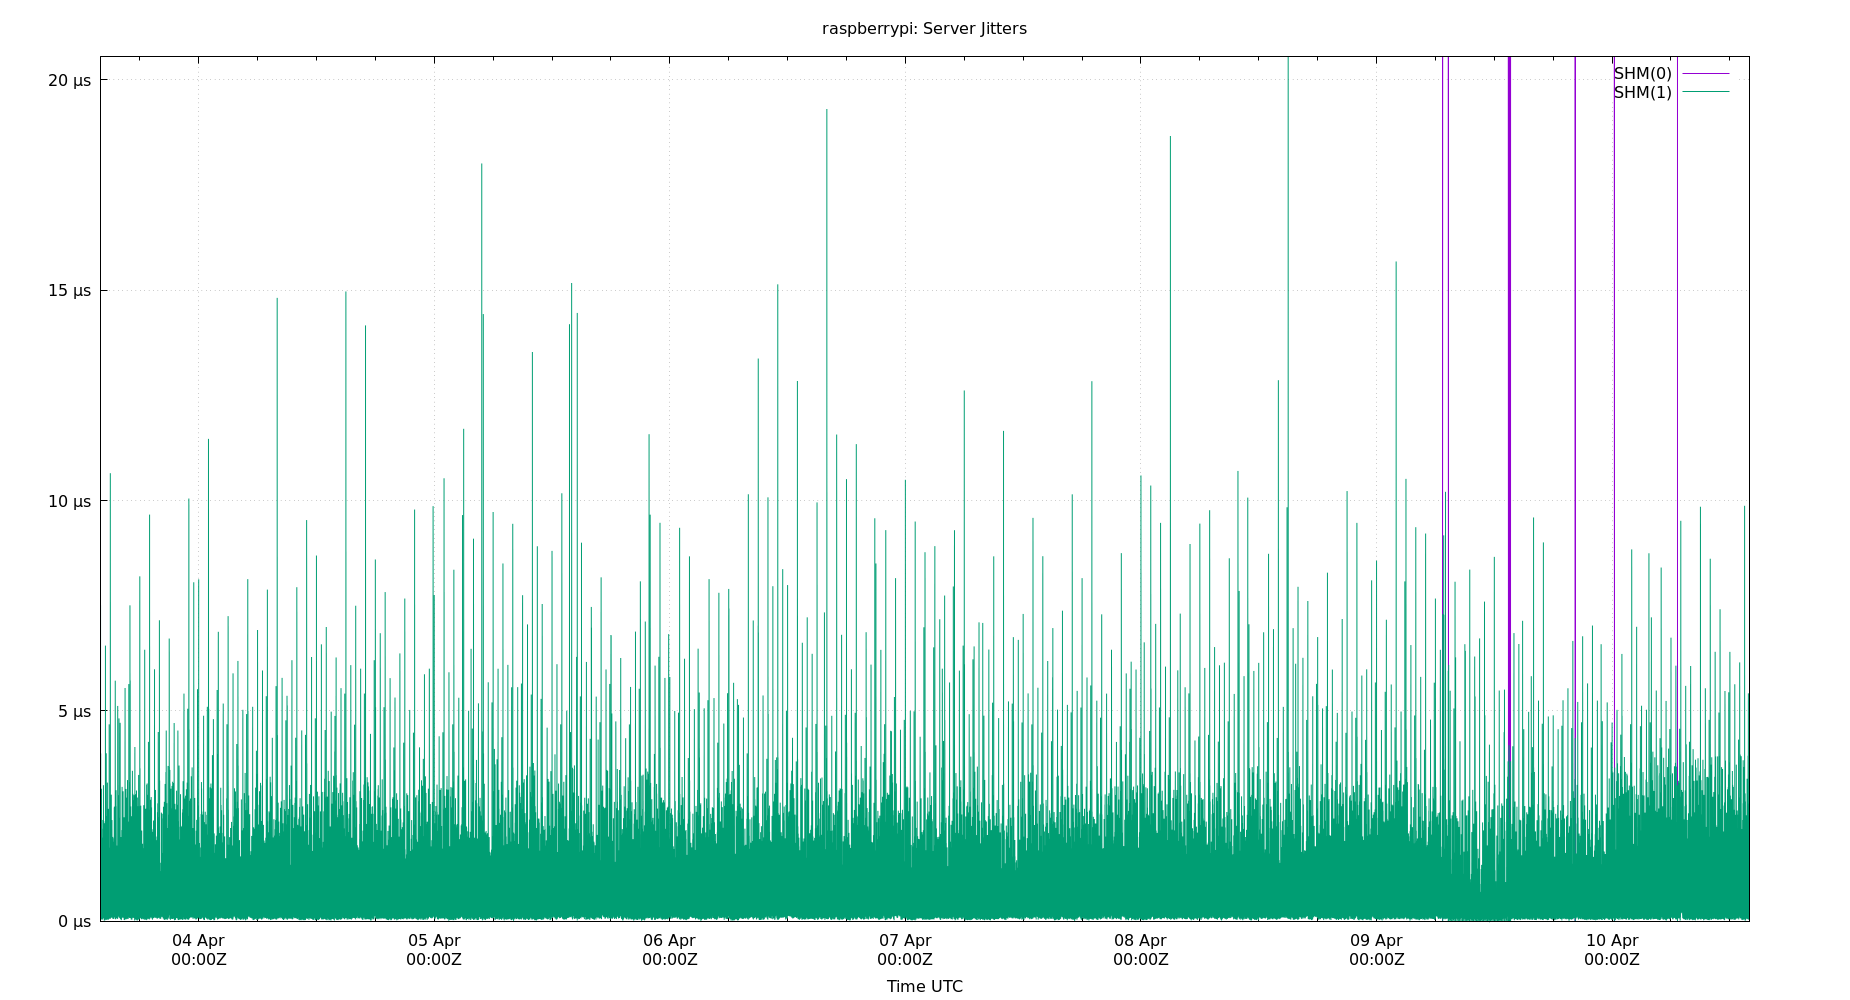 raspberrypi: Server Jitters
20 µs
15 µs
10 µs
5 µs
0 µs
SHM(0)
SHM(1)
04 Apr
00:00Z
05 Apr
00:00Z
06 Apr
00:00Z
07 Apr
00:00Z
08 Apr
00:00Z
09 Apr
00:00Z
10 Apr
00:00Z
Time UTC